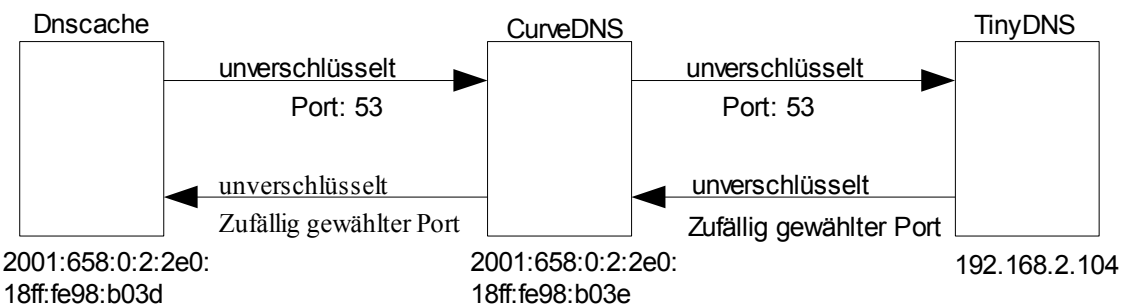 Dnscache
CurveDNS
TinyDNS
unverschlüsselt
Port: 53
unverschlüsselt
Port: 53
unverschlüsselt
Zufällig gewählter Port
unverschlüsselt
Zufällig gewählter Port
2001:658:0:2:2e0:
18ff:fe98:b03d
2001:658:0:2:2e0:
18ff:fe98:b03e
192.168.2.104